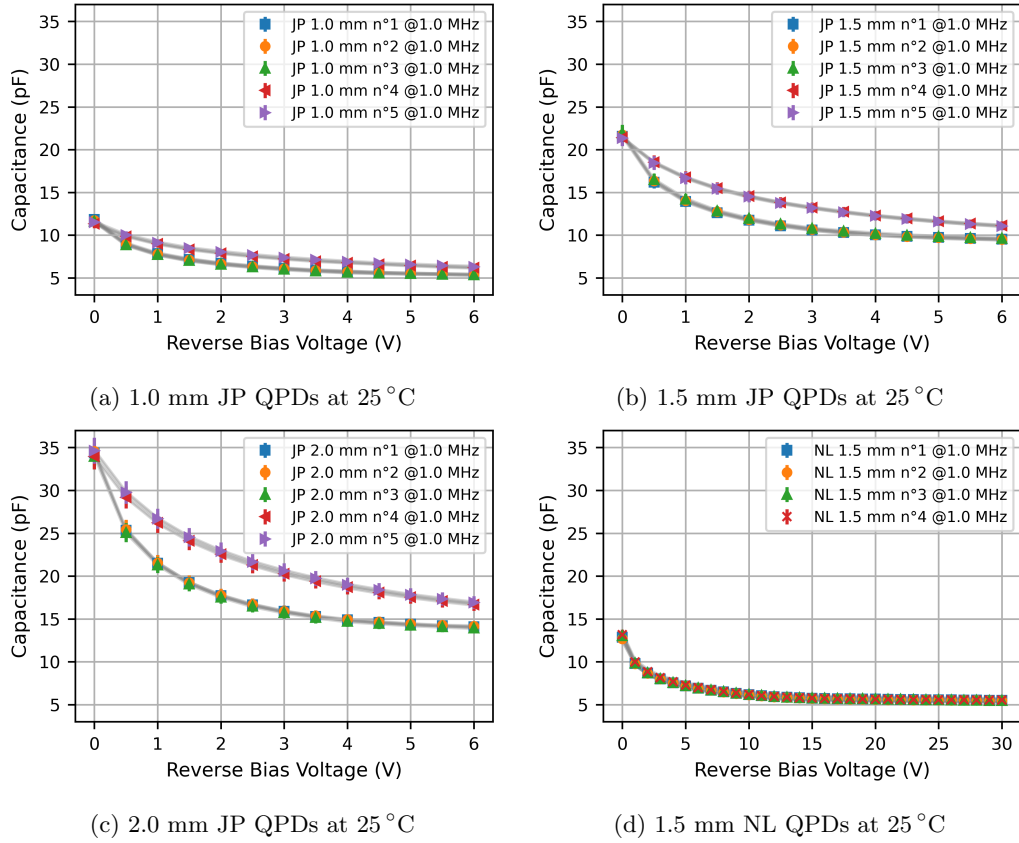 35
30
25
20
15
10
5
Capacitance (pF)
JP 1.0 mm n°1 @1.0 MHz
JP 1.0 mm n°2 @1.0 MHz
JP 1.0 mm n°3 @1.0 MHz
JP 1.0 mm n°4 @1.0 MHz
JP 1.0 mm n°5 @1.0 MHz
0 1 2 3 4 5 6
Reverse Bias Voltage (V)
(a) 1.0 mm JP QPDs at 25 °C
35
30
25
20
15
10
5
Capacitance (pF)
JP 1.5 mm n°1 @1.0 MHz
JP 1.5 mm n°2 @1.0 MHz
JP 1.5 mm n°3 @1.0 MHz
JP 1.5 mm n°4 @1.0 MHz
JP 1.5 mm n°5 @1.0 MHz
0 1 2 3 4 5 6
Reverse Bias Voltage (V)
(b) 1.5 mm JP QPDs at 25 °C
35
30
25
20
15
10
5
Capacitance (pF)
JP 2.0 mm n°1 @1.0 MHz
JP 2.0 mm n°2 @1.0 MHz
JP 2.0 mm n°3 @1.0 MHz
JP 2.0 mm n°4 @1.0 MHz
JP 2.0 mm n°5 @1.0 MHz
0 1 2 3 4 5 6
Reverse Bias Voltage (V)
(c) 2.0 mm JP QPDs at 25 °C
35
30
25
20
15
10
5
Capacitance (pF)
NL 1.5 mm n°1 @1.0 MHz
NL 1.5 mm n°2 @1.0 MHz
NL 1.5 mm n°3 @1.0 MHz
NL 1.5 mm n°4 @1.0 MHz
0 5 10 15 20 25 30
Reverse Bias Voltage (V)
(d) 1.5 mm NL QPDs at 25 °C